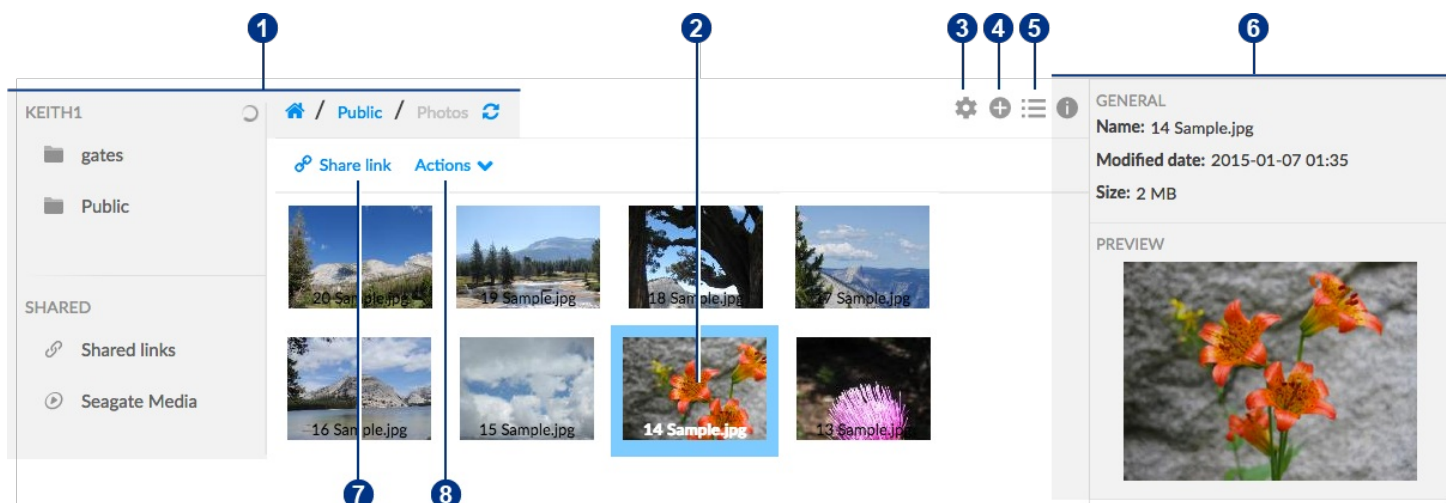 1 2 3 4 5 6
KEITH1
gates
Public
SHARED
Shared links
Seagate Media
/ Public / Photos
Share link Actions
20 Sample.jpg 19 Sample.jpg 18 Sample.jpg 17 Sample.jpg
16 Sample.jpg 15 Sample.jpg 14 Sample.jpg 13 Sample.jpg
GENERAL
Name: 14 Sample.jpg
Modified date: 2015-01-07 01:35
Size: 2 MB
PREVIEW
7 8